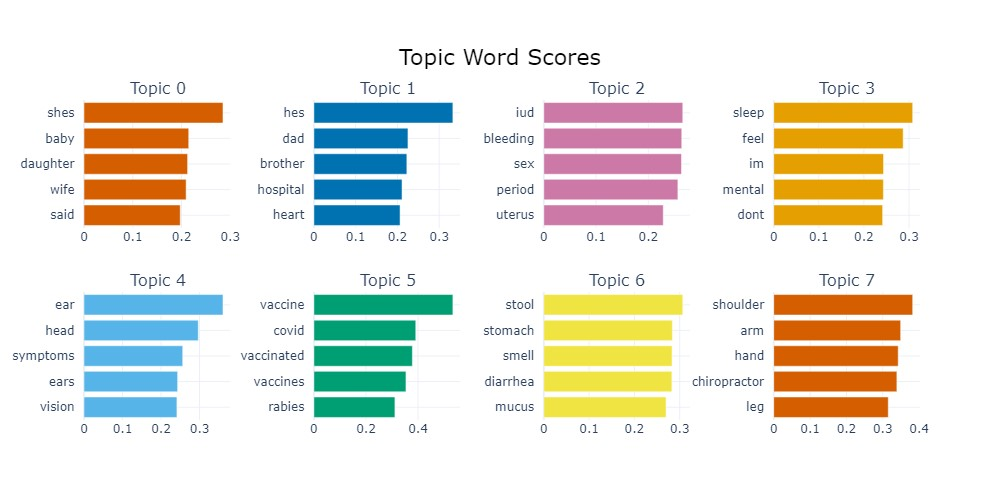 Topic Word Scores
Topic 0
shes
baby
daughter
wife
said
0 0.1 0.2 0.3
Topic 1
hes
dad
brother
hospital
heart
0 0.1 0.2 0.3
Topic 2
iud
bleeding
sex
period
uterus
0 0.1 0.2
Topic 3
sleep
feel
im
mental
dont
0 0.1 0.2 0.3
Topic 4
ear
head
symptoms
ears
vision
0 0.1 0.2 0.3
Topic 5
vaccine
covid
vaccinated
vaccines
rabies
0 0.2 0.4
Topic 6
stool
stomach
smell
diarrhea
mucus
0 0.1 0.2 0.3
Topic 7
shoulder
arm
hand
chiropractor
leg
0 0.1 0.2 0.3 0.4